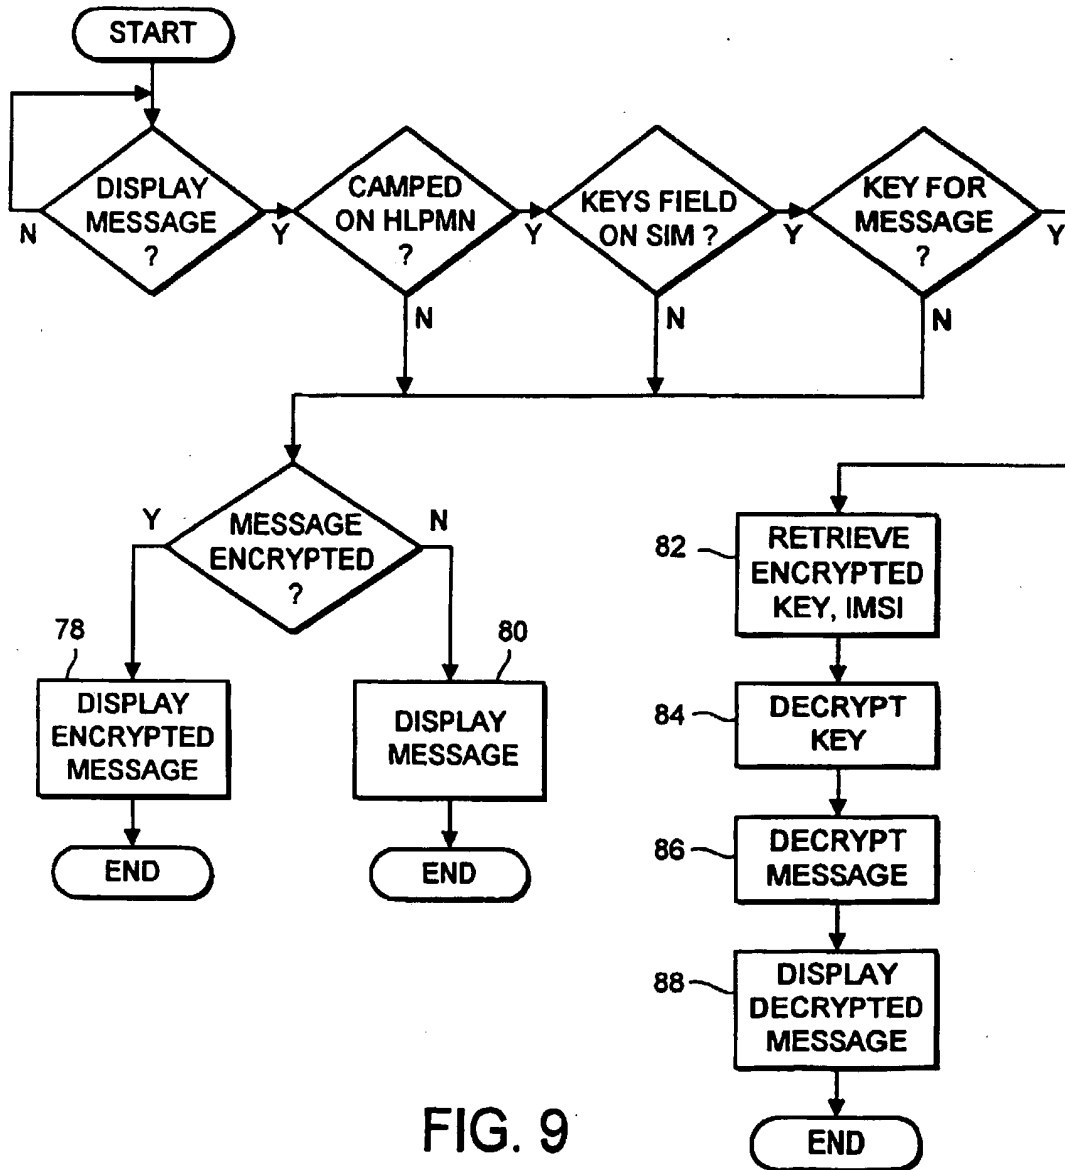 START
DISPLAY
MESSAGE
?
N
Y
CAMPED
ON HLPMN
?
Y
N
KEYS FIELD
ON SIM ?
Y
N
KEY FOR
MESSAGE
?
Y
N
MESSAGE
ENCRYPTED
?
Y
N
78
DISPLAY
ENCRYPTED
MESSAGE
END
80
DISPLAY
MESSAGE
END
82
RETRIEVE
ENCRYPTED
KEY, IMSI
84
DECRYPT
KEY
86
DECRYPT
MESSAGE
88
DISPLAY
DECRYPTED
MESSAGE
END
FIG. 9